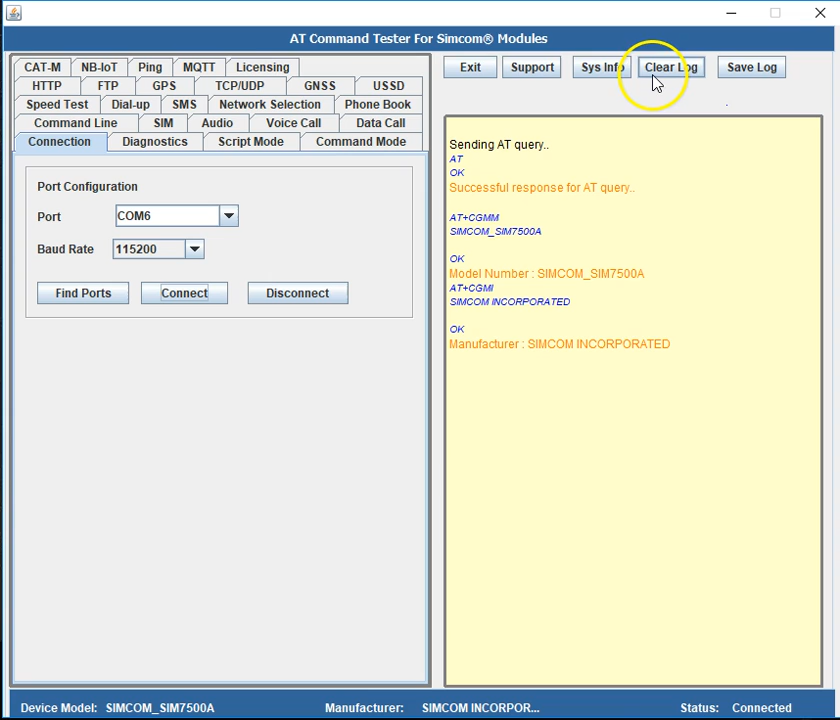 AT Command Tester For Simcom® Modules
CAT-M NB-IoT Ping MQTT Licensing
HTTP FTP GPS TCP/UDP GNSS USSD
Speed Test Dial-up SMS Network Selection Phone Book
Command Line SIM Audio Voice Call Data Call
Connection Diagnostics Script Mode Command Mode
Port Configuration
Port COM6
Baud Rate 115200
Find Ports Connect Disconnect
Exit Support Sys Info Clear Log Save Log
Sending AT query..
AT
OK
Successful response for AT query..
AT+CGMM
SIMCOM_SIM7500A
OK
Model Number : SIMCOM_SIM7500A
AT+CGMI
SIMCOM INCORPORATED
OK
Manufacturer : SIMCOM INCORPORATED
Device Model: SIMCOM_SIM7500A Manufacturer: SIMCOM INCORPOR... Status: Connected